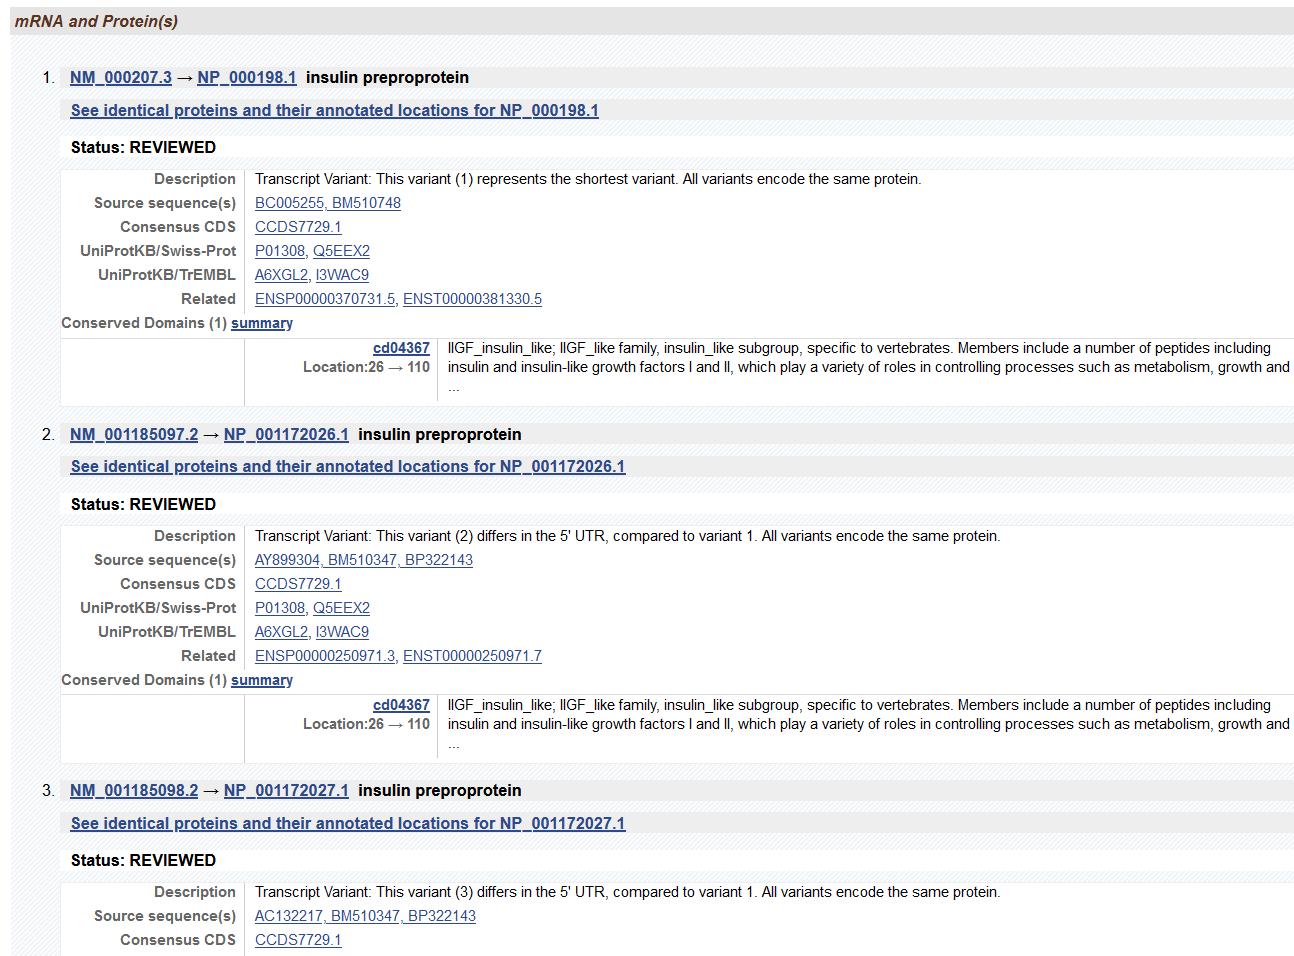 mRNA and Protein(s)
1. NM_000207.3 → NP_000198.1 insulin preproprotein
See identical proteins and their annotated locations for NP_000198.1
Status: REVIEWED
Description Transcript Variant: This variant (1) represents the shortest variant. All variants encode the same protein.
Source sequence(s) BC005255, BM510748
Consensus CDS CCDS7729.1
UniProtKB/Swiss-Prot P01308, Q5EEX2
UniProtKB/TrEMBL A6XGL2, I3WAC9
Related ENSP00000370731.5, ENST00000381330.5
Conserved Domains (1) summary
cd04367 IlGF_insulin_like; IlGF_like family, insulin_like subgroup, specific to vertebrates. Members include a number of peptides including
Location:26 → 110 insulin and insulin-like growth factors I and II, which play a variety of roles in controlling processes such as metabolism, growth and
...
2. NM_001185097.2 → NP_001172026.1 insulin preproprotein
See identical proteins and their annotated locations for NP_001172026.1
Status: REVIEWED
Description Transcript Variant: This variant (2) differs in the 5' UTR, compared to variant 1. All variants encode the same protein.
Source sequence(s) AY899304, BM510347, BP322143
Consensus CDS CCDS7729.1
UniProtKB/Swiss-Prot P01308, Q5EEX2
UniProtKB/TrEMBL A6XGL2, I3WAC9
Related ENSP00000250971.3, ENST00000250971.7
Conserved Domains (1) summary
cd04367 IlGF_insulin_like; IlGF_like family, insulin_like subgroup, specific to vertebrates. Members include a number of peptides including
Location:26 → 110 insulin and insulin-like growth factors I and II, which play a variety of roles in controlling processes such as metabolism, growth and
...
3. NM_001185098.2 → NP_001172027.1 insulin preproprotein
See identical proteins and their annotated locations for NP_001172027.1
Status: REVIEWED
Description Transcript Variant: This variant (3) differs in the 5' UTR, compared to variant 1. All variants encode the same protein.
Source sequence(s) AC132217, BM510347, BP322143
Consensus CDS CCDS7729.1